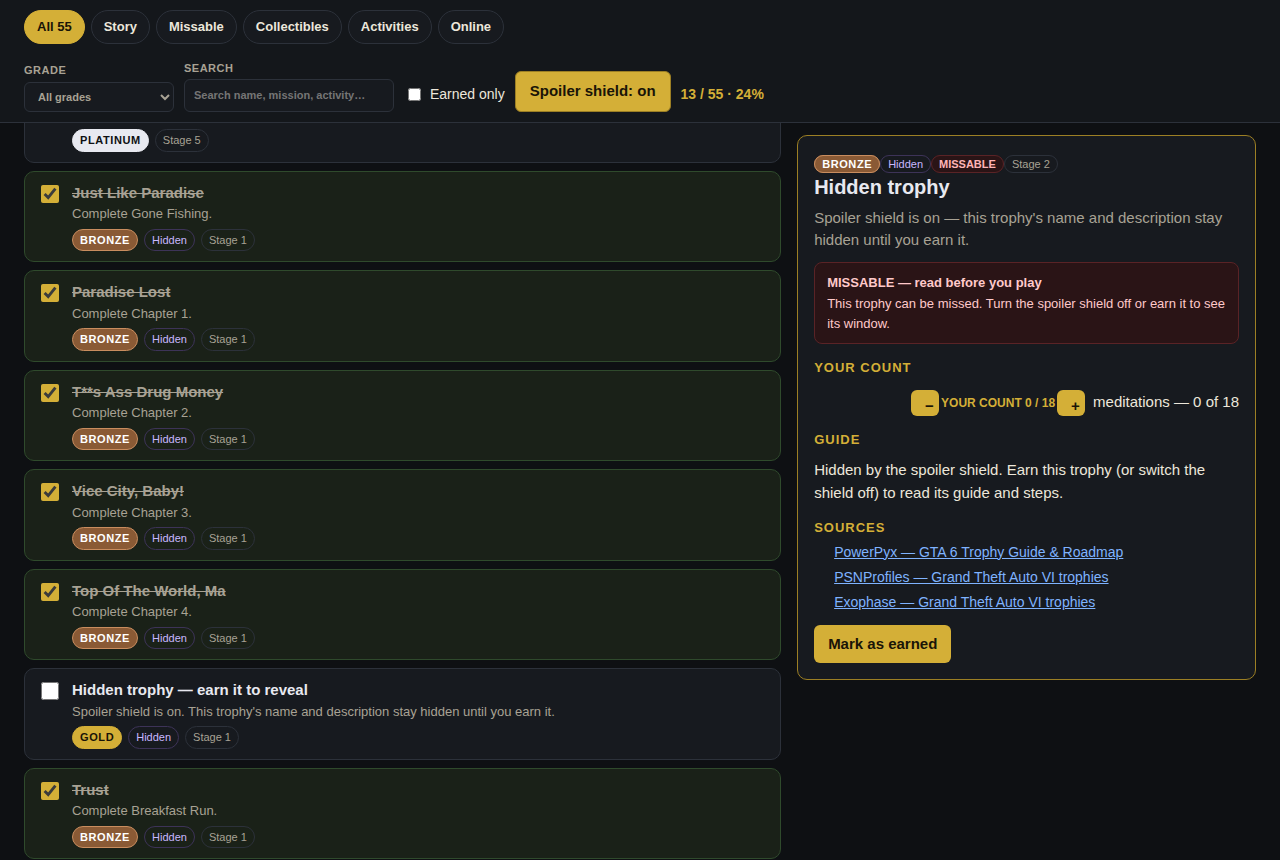 All 55 Story Missable Collectibles Activities Online
GRADE
All grades
SEARCH
Search name, mission, activity…
Earned only
Spoiler shield: on
13 / 55 · 24%
PLATINUM Stage 5
Just Like Paradise
Complete Gone Fishing.
BRONZE Hidden Stage 1
Paradise Lost
Complete Chapter 1.
BRONZE Hidden Stage 1
T**s Ass Drug Money
Complete Chapter 2.
BRONZE Hidden Stage 1
Vice City, Baby!
Complete Chapter 3.
BRONZE Hidden Stage 1
Top Of The World, Ma
Complete Chapter 4.
BRONZE Hidden Stage 1
Hidden trophy — earn it to reveal
Spoiler shield is on. This trophy's name and description stay hidden until you earn it.
GOLD Hidden Stage 1
Trust
Complete Breakfast Run.
BRONZE Hidden Stage 1
BRONZE Hidden MISSABLE Stage 2
Hidden trophy
Spoiler shield is on — this trophy's name and description stay
hidden until you earn it.
MISSABLE — read before you play
This trophy can be missed. Turn the spoiler shield off or earn it to see
its window.
YOUR COUNT
− YOUR COUNT 0 / 18 + meditations — 0 of 18
GUIDE
Hidden by the spoiler shield. Earn this trophy (or switch the
shield off) to read its guide and steps.
SOURCES
PowerPyx — GTA 6 Trophy Guide & Roadmap
PSNProfiles — Grand Theft Auto VI trophies
Exophase — Grand Theft Auto VI trophies
Mark as earned